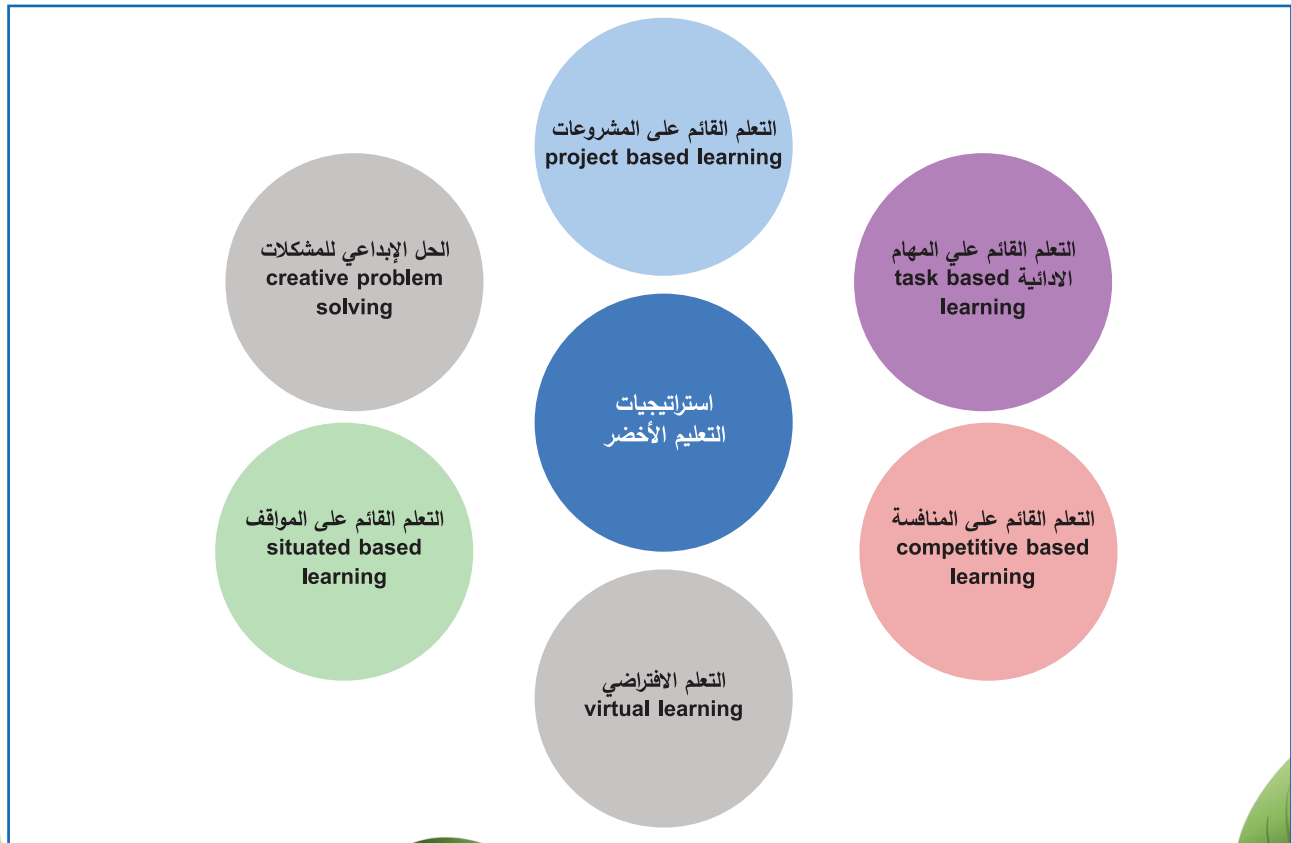 التعلم القائم على المشروعات
project based learning
الحل الإبداعي للمشكلات
creative problem
solving
التعلم القائم علي المهام
الادائية task based
learning
استراتيجيات
التعليم الأخضر
التعلم القائم على المواقف
situated based
learning
التعلم القائم على المنافسة
competitive based
learning
التعلم الافتراضي
virtual learning